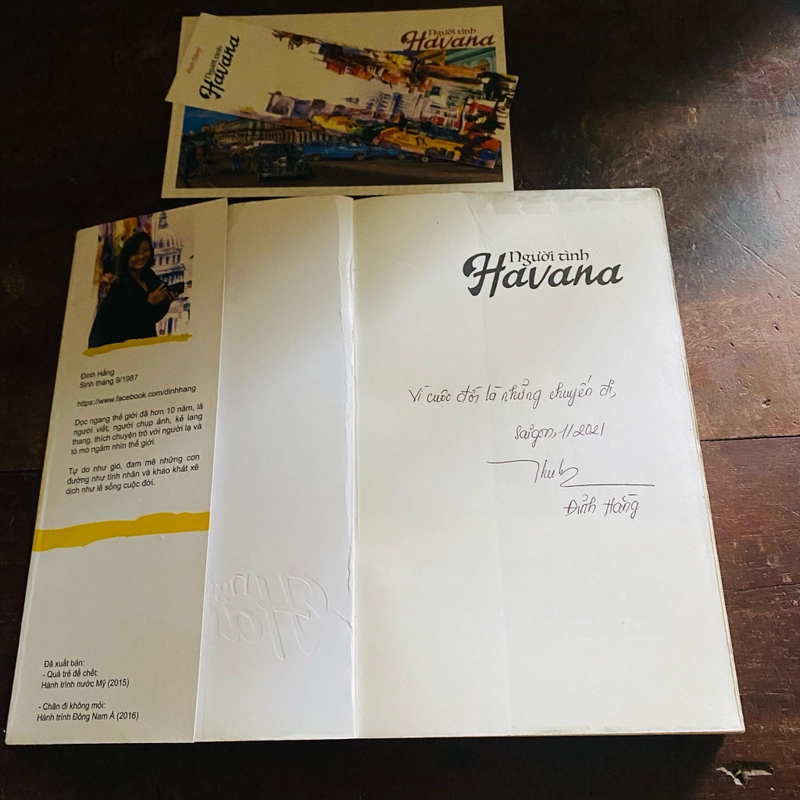 Đinh Hằng
Người tình
Havana
Người tình
Havana
Đinh Hằng
Sinh tháng 9/1987
https://www.facebook.com/dinhhang
Dọc ngang thế giới đã hơn 10 năm, là
người viết, người chụp ảnh, kẻ lang
thang, thích chuyện trò với người lạ và
tò mò ngắm nhìn thế giới.
Tự do như gió, đam mê những con
đường như tình nhân và khao khát xê
dịch như lẽ sống cuộc đời.
Đã xuất bản:
- Quá trẻ để chết:
Hành trình nước Mỹ (2015)
- Chân đi không mỏi:
Hành trình Đông Nam Á (2016)
Người tình
Havana
Vì cuộc đời là những chuyến đi,
Saigon, 1/2021
Đinh Hằng